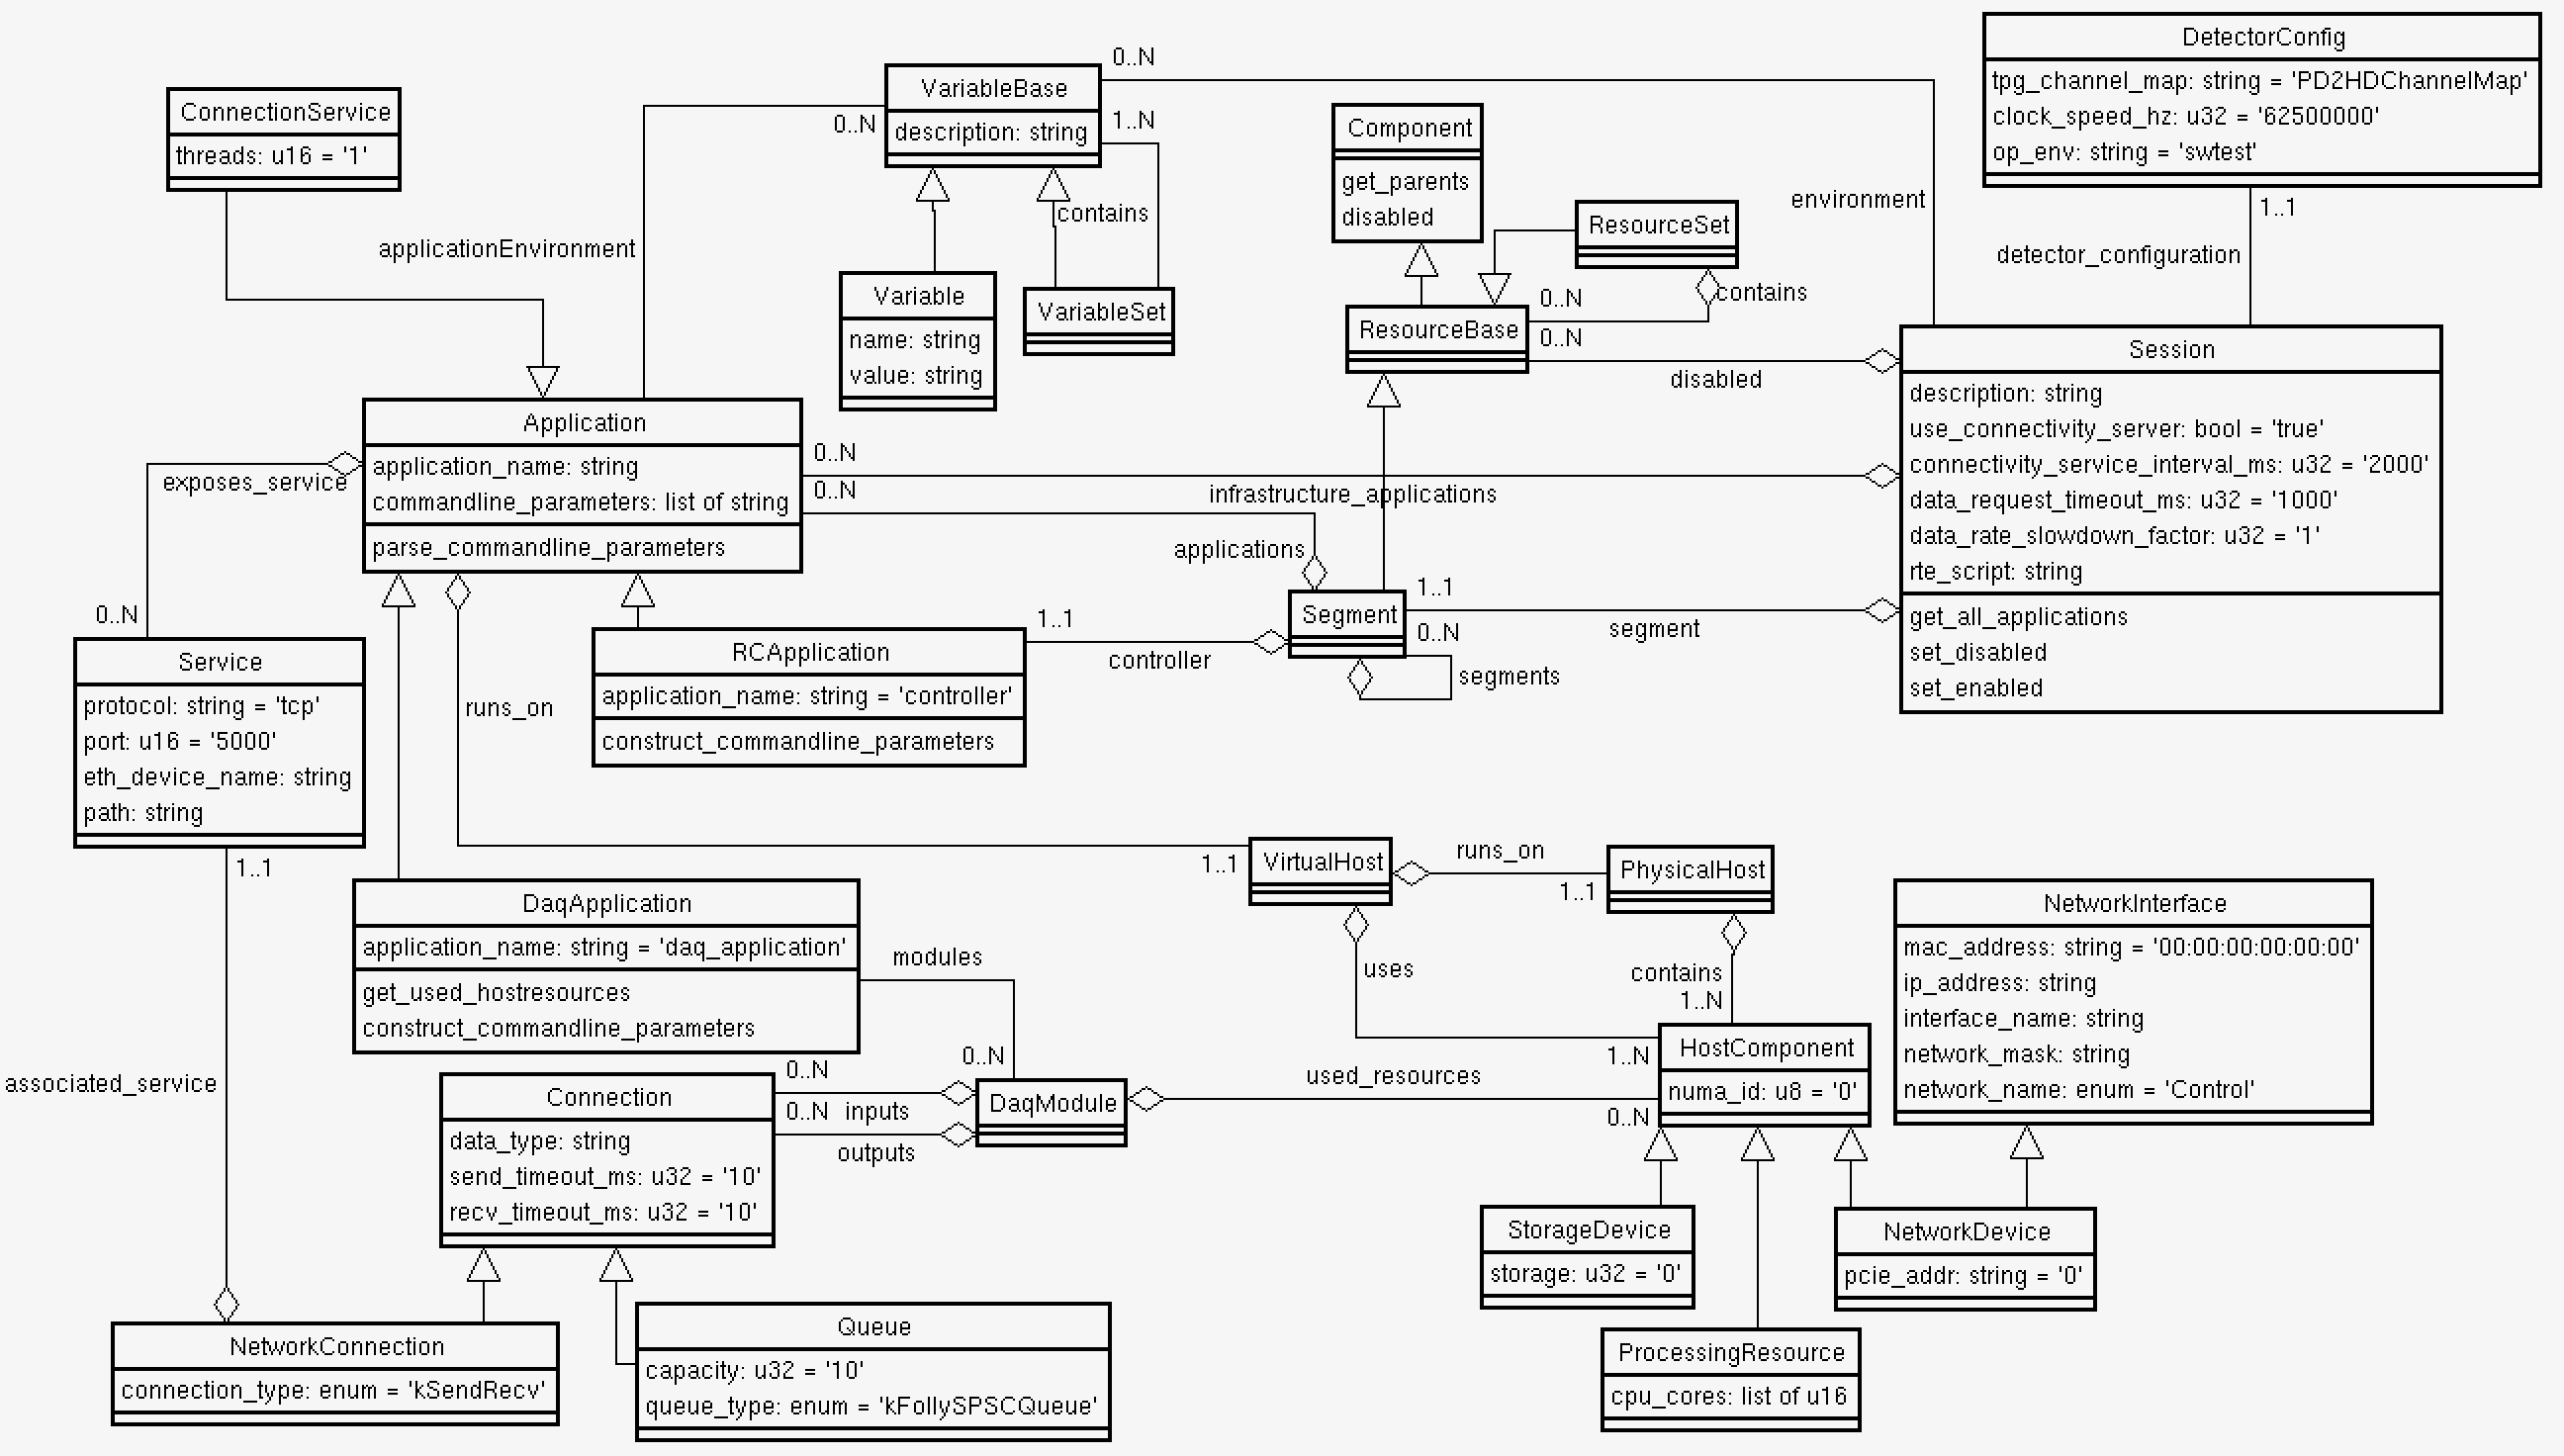 DetectorConfig
tpg_channel_map: string = 'PD2HDChannelMap'
clock_speed_hz: u32 = '62500000'
op_env: string = 'swtest'
1..1
detector_configuration
0..N
VariableBase
description: string
0..N
1..N
contains
environment
ConnectionService
threads: u16 = '1'
applicationEnvironment
Component
get_parents
disabled
ResourceSet
0..N
contains
ResourceBase
0..N
disabled
Variable
name: string
value: string
VariableSet
Session
description: string
use_connectivity_server: bool = 'true'
connectivity_service_interval_ms: u32 = '2000'
data_request_timeout_ms: u32 = '1000'
data_rate_slowdown_factor: u32 = '1'
rte_script: string
get_all_applications
set_disabled
set_enabled
Application
application_name: string
commandline_parameters: list of string
parse_commandline_parameters
exposes_service
0..N
0..N
infrastructure_applications
applications
0..N
Service
protocol: string = 'tcp'
port: u16 = '5000'
eth_device_name: string
path: string
1..1
runs_on
RCApplication
application_name: string = 'controller'
construct_commandline_parameters
1..1
controller
Segment
1..1
0..N
segment
segments
1..1
VirtualHost
runs_on
1..1
PhysicalHost
uses
contains
1..N
1..N
HostComponent
numa_id: u8 = '0'
0..N
NetworkInterface
mac_address: string = '00:00:00:00:00:00'
ip_address: string
interface_name: string
network_mask: string
network_name: enum = 'Control'
DaqApplication
application_name: string = 'daq_application'
get_used_hostresources
construct_commandline_parameters
modules
0..N
associated_service
Connection
data_type: string
send_timeout_ms: u32 = '10'
recv_timeout_ms: u32 = '10'
0..N
0..N
inputs
outputs
DaqModule
used_resources
StorageDevice
storage: u32 = '0'
NetworkDevice
pcie_addr: string = '0'
ProcessingResource
cpu_cores: list of u16
NetworkConnection
connection_type: enum = 'kSendRecv'
Queue
capacity: u32 = '10'
queue_type: enum = 'kFollySPSCQueue'